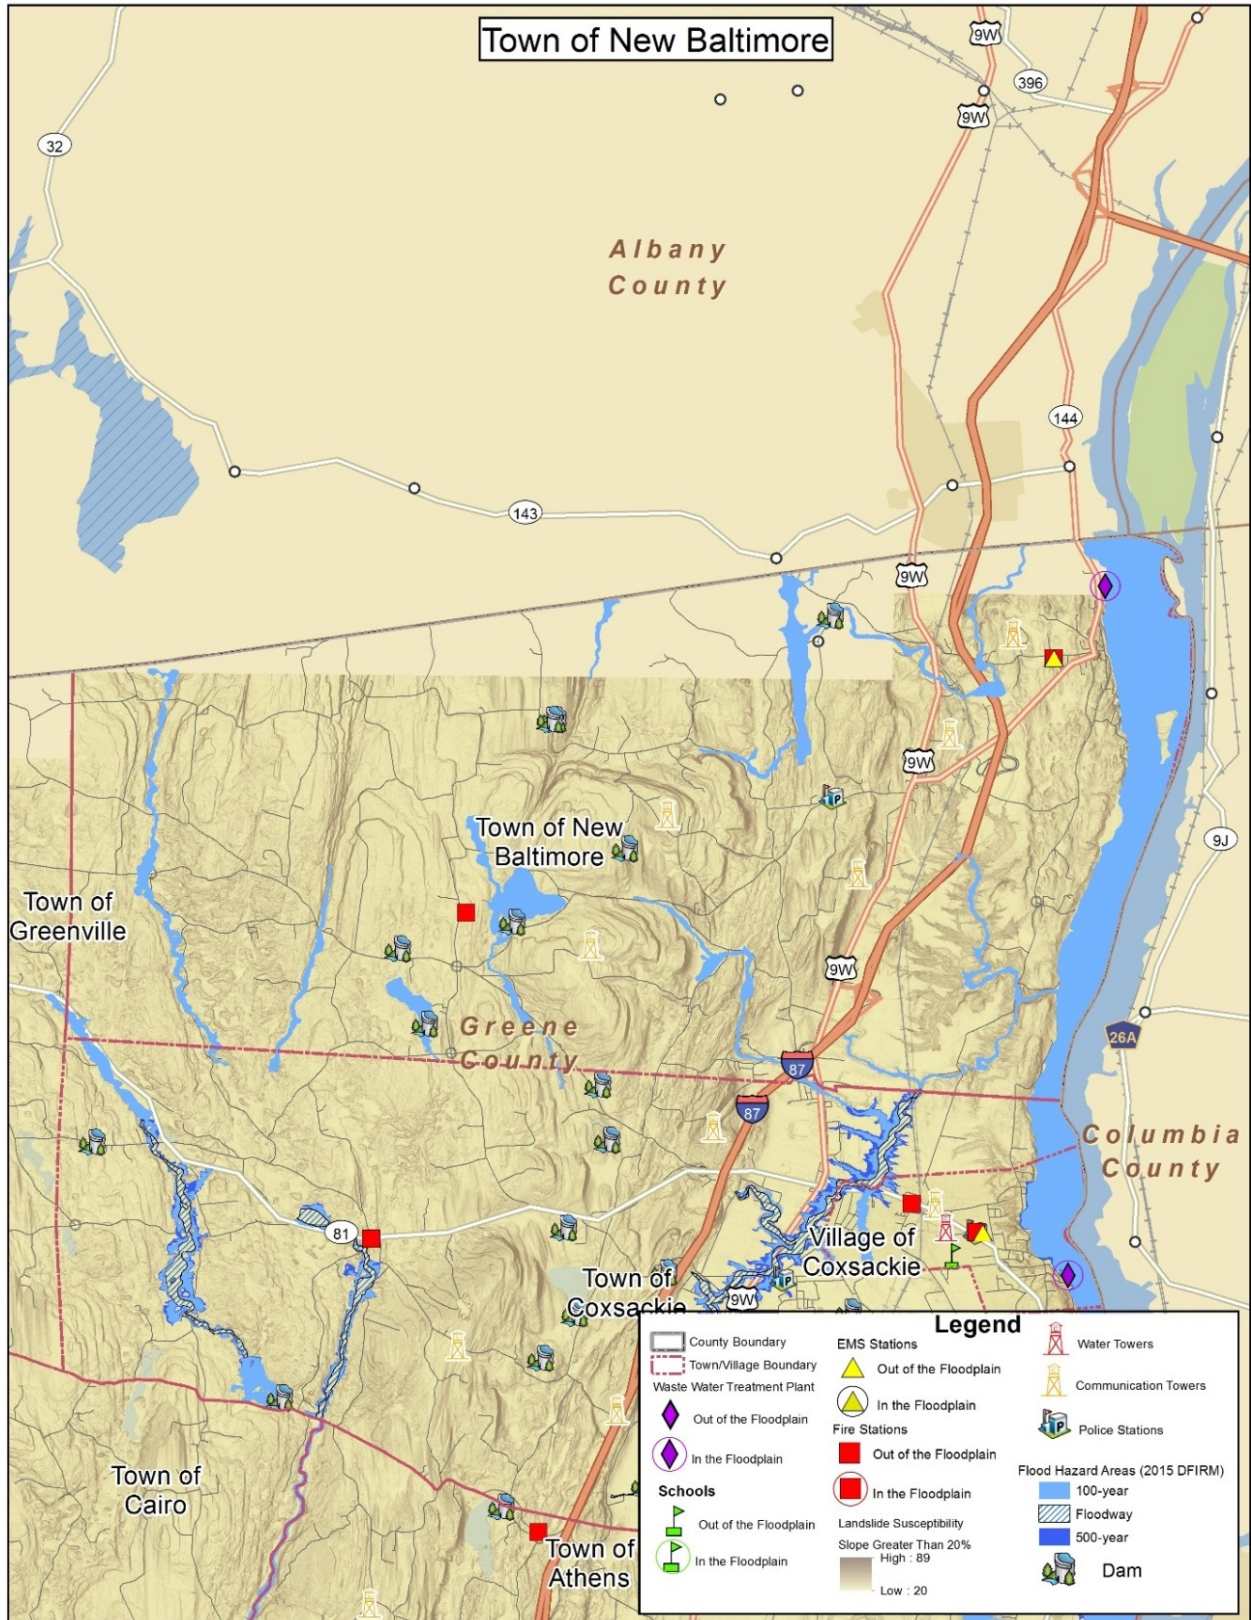 Town of New Baltimore
9W
396
9W
32
Albany
County
144
143
9W
9W
Town of New
Baltimore
9J
Town of
Greenville
9W
Greene
County
26A
87
87
Columbia
County
81
Village of
Coxsackie
Town of
Coxsackie
9W
Town of
Cairo
Town of
Athens
Legend
County Boundary
Town/Village Boundary
Waste Water Treatment Plant
Out of the Floodplain
In the Floodplain
Schools
Out of the Floodplain
In the Floodplain
EMS Stations
Out of the Floodplain
In the Floodplain
Fire Stations
Out of the Floodplain
In the Floodplain
Landslide Susceptibility
Slope Greater Than 20%
High : 89
Low : 20
Water Towers
Communication Towers
Police Stations
Flood Hazard Areas (2015 DFIRM)
100-year
Floodway
500-year
Dam